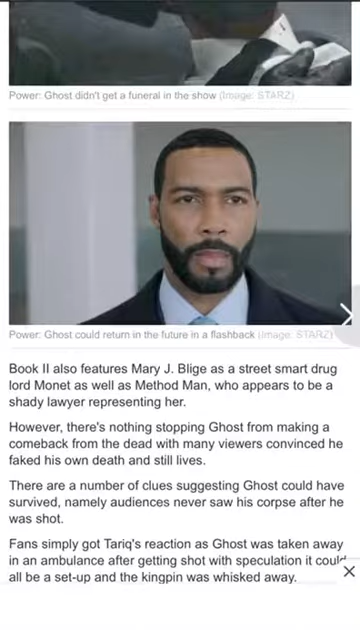 Power: Ghost didn't get a funeral in the show (Image: STARZ)
Power: Ghost could return in the future in a flashback (Image: STARZ)
Book II also features Mary J. Blige as a street smart drug
lord Monet as well as Method Man, who appears to be a
shady lawyer representing her.
However, there's nothing stopping Ghost from making a
comeback from the dead with many viewers convinced he
faked his own death and still lives.
There are a number of clues suggesting Ghost could have
survived, namely audiences never saw his corpse after he
was shot.
Fans simply got Tariq's reaction as Ghost was taken away
in an ambulance after getting shot with speculation it could
all be a set-up and the kingpin was whisked away.